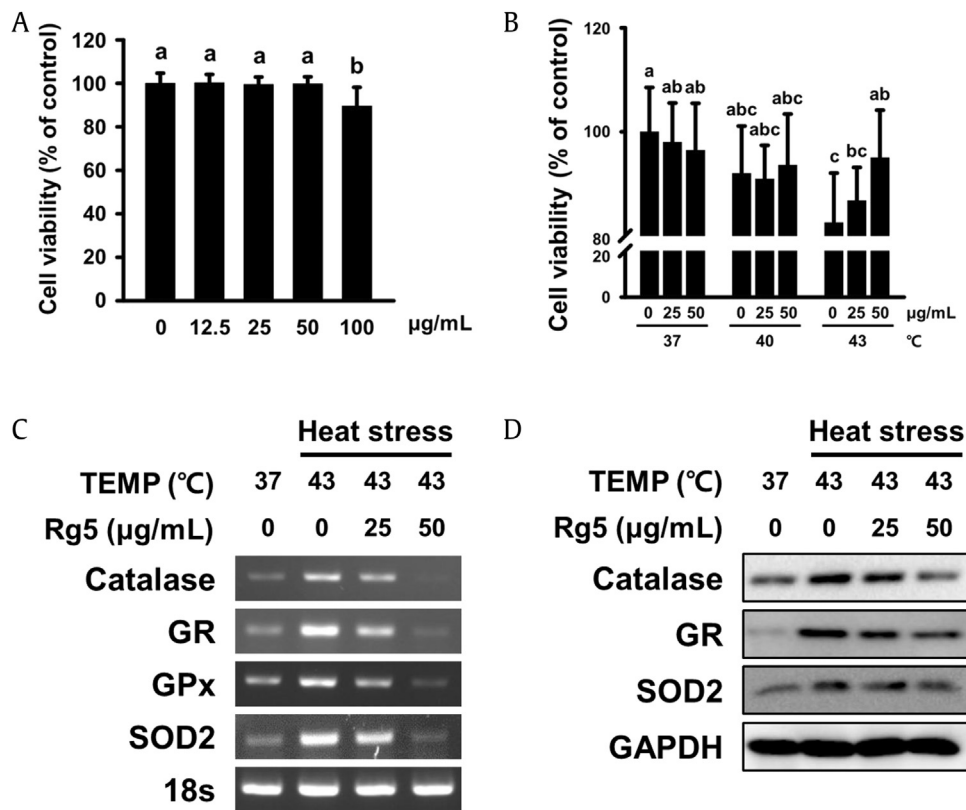 A
Cell viability (% of control)
120
100
80
60
40
20
0
a a a a b
0 12.5 25 50 100 µg/mL
B
Cell viability (% of control)
120
100
80
20
0
a ab ab abc abc abc c bc ab
0 25 50 0 25 50 0 25 50 µg/mL
37 40 43 ℃
C
Heat stress
TEMP (℃) 37 43 43 43
Rg5 (µg/mL) 0 0 25 50
Catalase
GR
GPx
SOD2
18s
D
Heat stress
TEMP (℃) 37 43 43 43
Rg5 (µg/mL) 0 0 25 50
Catalase
GR
SOD2
GAPDH